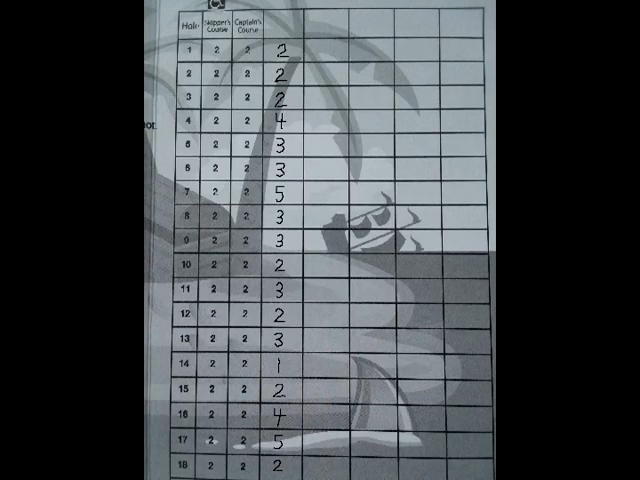 Hole Skipper's Course Captain's Course
1 2 2 2
2 2 2 2
3 2 2 2
4 2 2 4
5 2 2 3
6 2 2 3
7 2 2 5
8 2 2 3
9 2 2 3
10 2 2 2
11 2 2 3
12 2 2 2
13 2 2 3
14 2 2 1
15 2 2 2
16 2 2 4
17 2 2 5
18 2 2 2